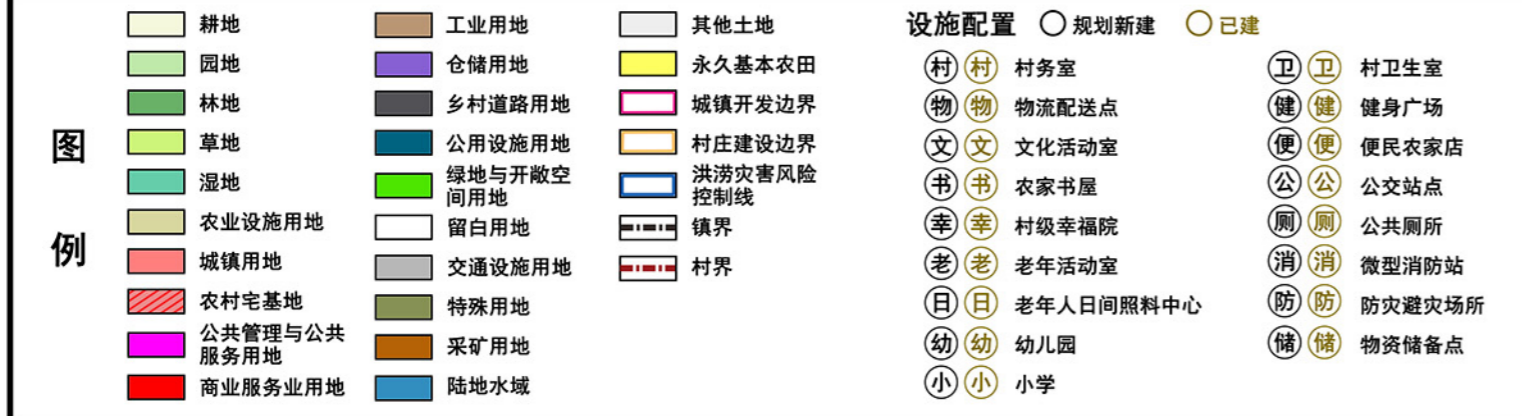 图
例
耕地
园地
林地
草地
湿地
农业设施用地
城镇用地
农村宅基地
公共管理与公共
服务用地
商业服务业用地
工业用地
仓储用地
乡村道路用地
公用设施用地
绿地与开敞空
间用地
留白用地
交通设施用地
特殊用地
采矿用地
陆地水域
其他土地
永久基本农田
城镇开发边界
村庄建设边界
洪涝灾害风险
控制线
镇界
村界
设施配置 规划新建 已建
村 村 村务室
物 物 物流配送点
文 文 文化活动室
书 书 农家书屋
幸 幸 村级幸福院
老 老 老年活动室
日 日 老年人日间照料中心
幼 幼 幼儿园
小 小 小学
卫 卫 村卫生室
健 健 健身广场
便 便 便民农家店
公 公 公交站点
厕 厕 公共厕所
消 消 微型消防站
防 防 防灾避灾场所
储 储 物资储备点